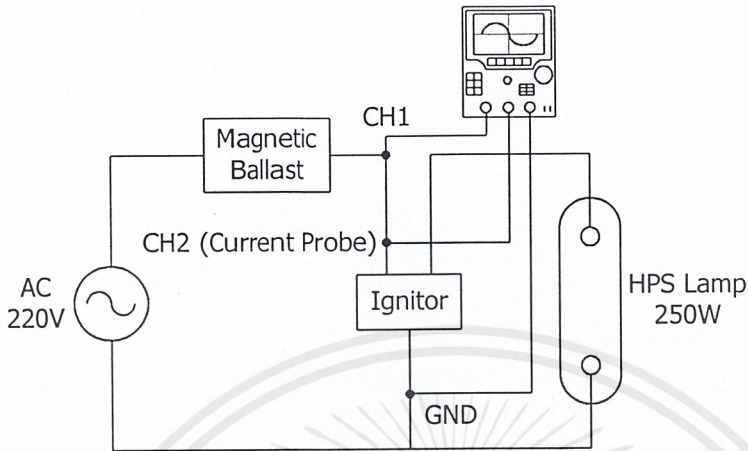 CH1
Magnetic
Ballast
CH2 (Current Probe)
AC
220V
Ignitor
HPS Lamp
250W
GND